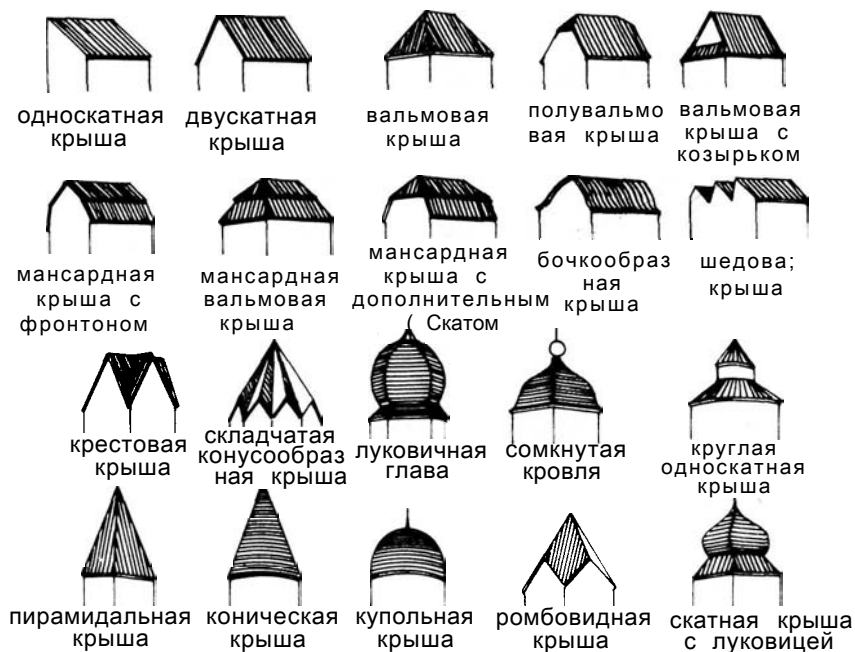 односкатная
крыша
двускатная
крыша
вальмовая
крыша
полувальмо
вая крыша
вальмовая
крыша с
козырьком
мансардная
крыша с
фронтоном
мансардная
вальмовая
крыша
мансардная
крыша с
дополнительным
( Скатом
бочкообраз
ная
крыша
шедова;
крыша
крестовая
крыша
складчатая
конусообраз
ная крыша
луковичная
глава
сомкнутая
кровля
круглая
односкатная
крыша
пирамидальная
крыша
коническая
крыша
купольная
крыша
ромбовидная
крыша
скатная крыша
с луковицей